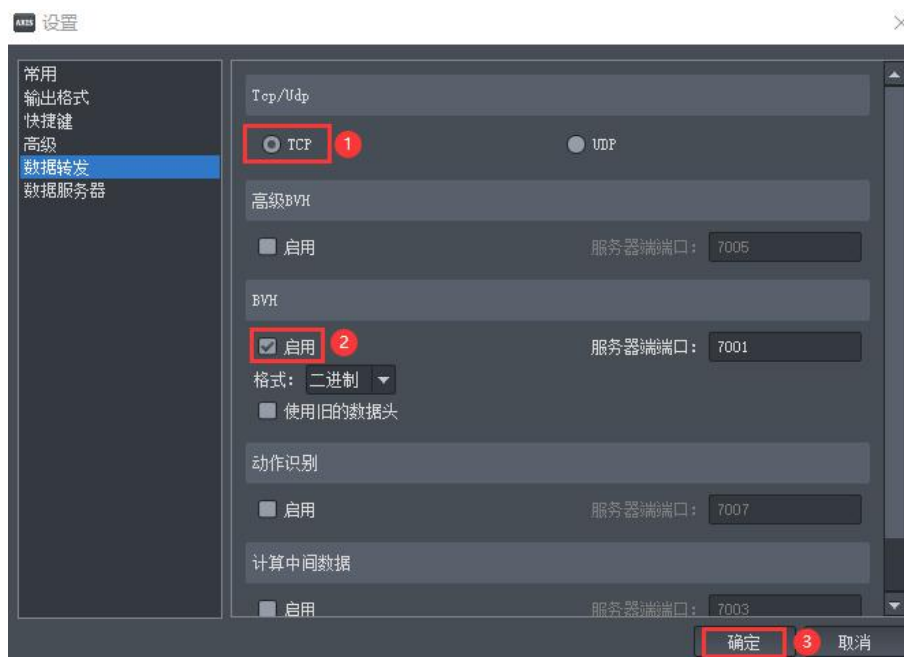 AXIS 设置
常用
输出格式
快捷键
高级
数据转发
数据服务器
Tcp/Udp
TCP 1 UDP
高级BVH
启用 服务器端端口: 7005
BVH
启用 2 服务器端端口: 7001
格式: 二进制
使用旧的数据头
动作识别
启用 服务器端端口: 7007
计算中间数据
启用 服务器端端口: 7003
确定 3 取消